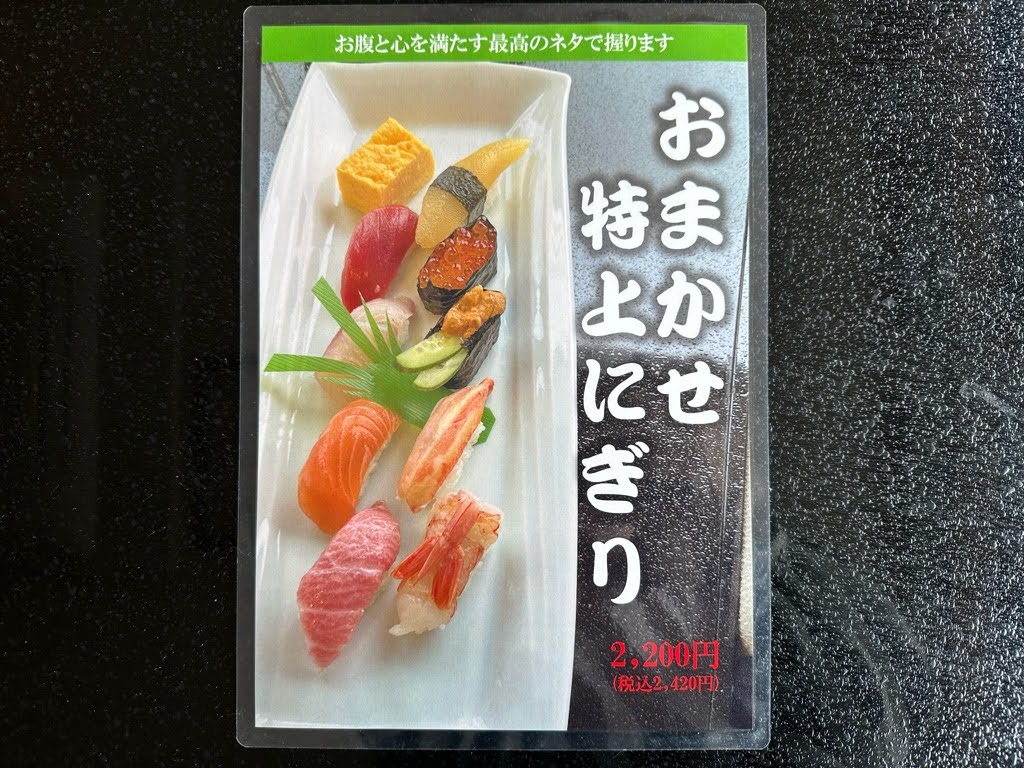 お腹と心を満たす最高のネタで握ります
おまかせ
特上にぎり
2,200円
(税込2,420円)